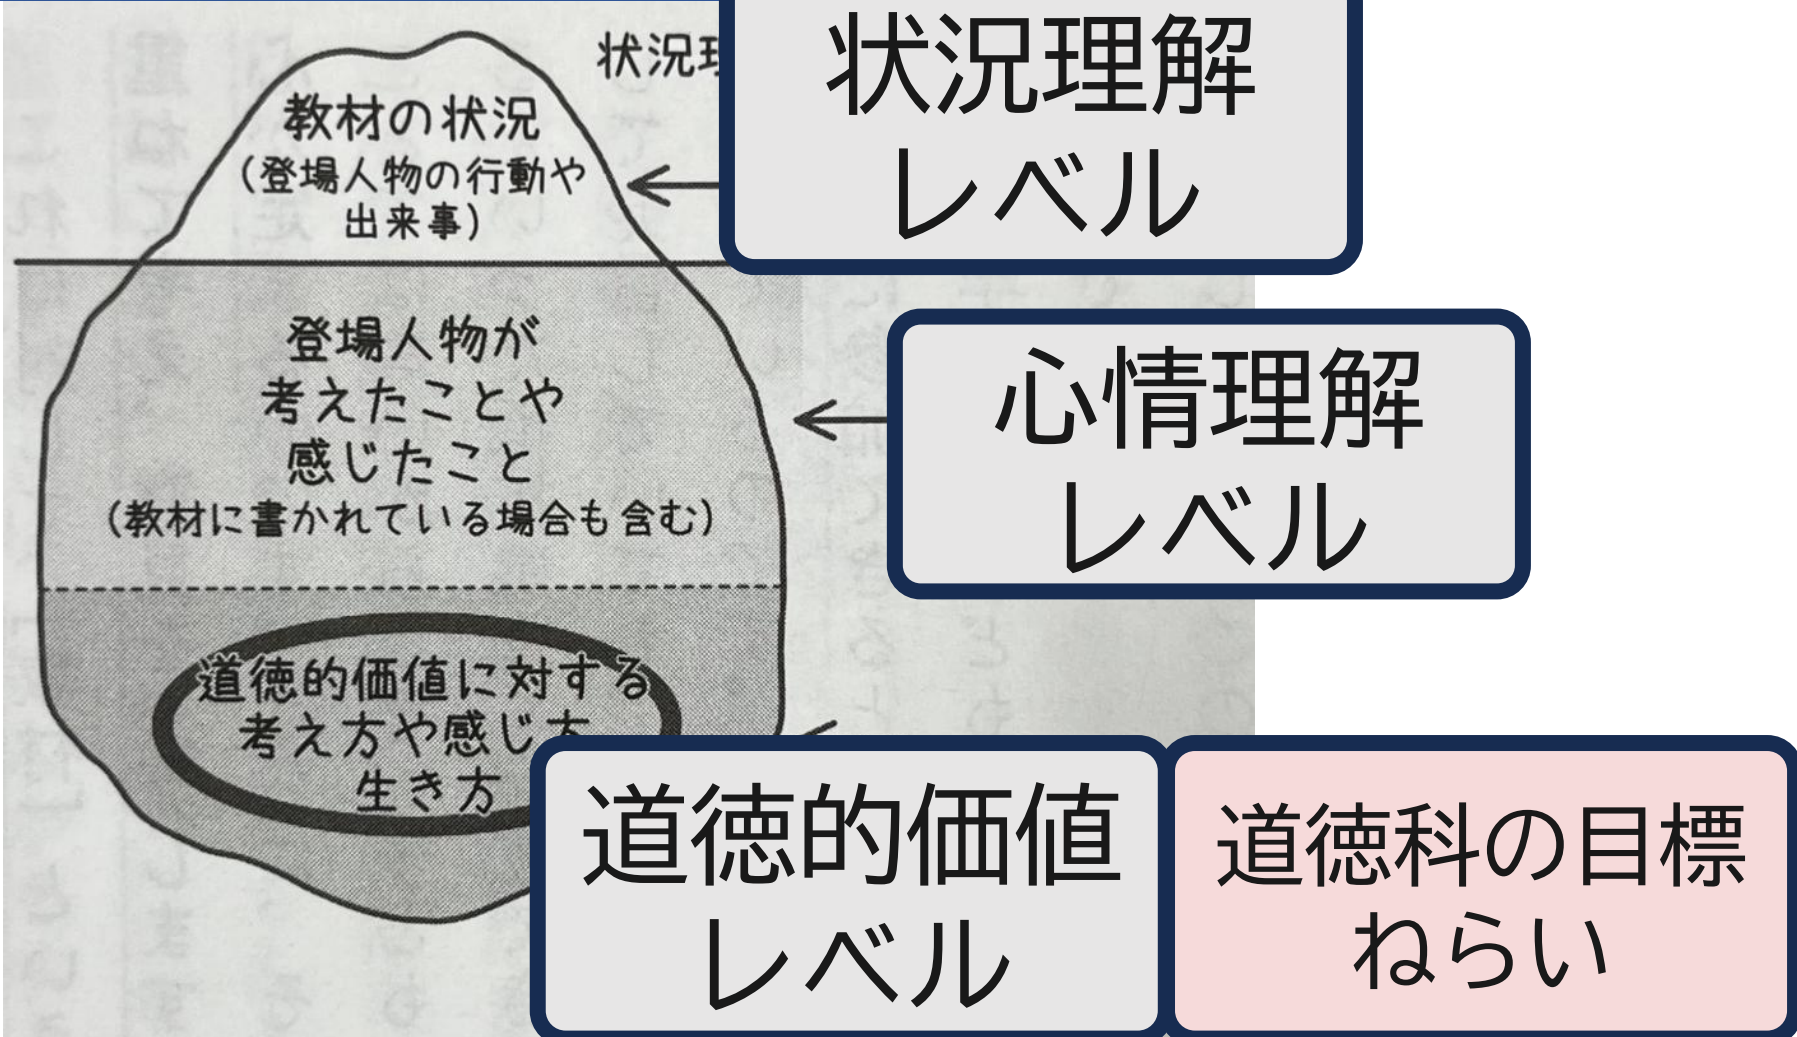 教材の状況
(登場人物の行動や
出来事)
状況
状況理解
レベル
登場人物が
考えたことや
感じたこと
(教材に書かれている場合も含む)
心情理解
レベル
道徳的価値に対する
考え方や感じ方
生き方
道徳的価値
レベル
道徳科の目標
ねらい